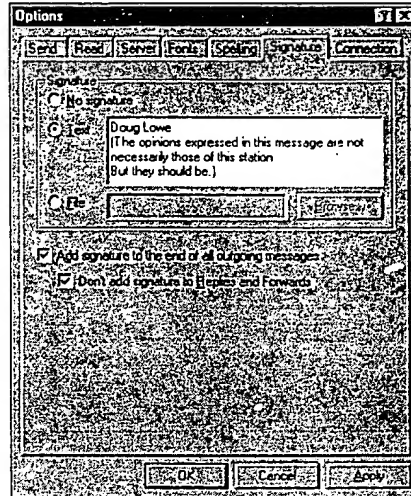 Options
Send Read Server Fonts Spelling Signature Connection
Signature
No signature
Text
Doug Lowe
(The opinions expressed in this message are not
necessarily those of this station
But they should be.)
File
Browse...
Add signature to the end of all outgoing messages
Don't add signature to Replies and Forwards
OK Cancel Apply